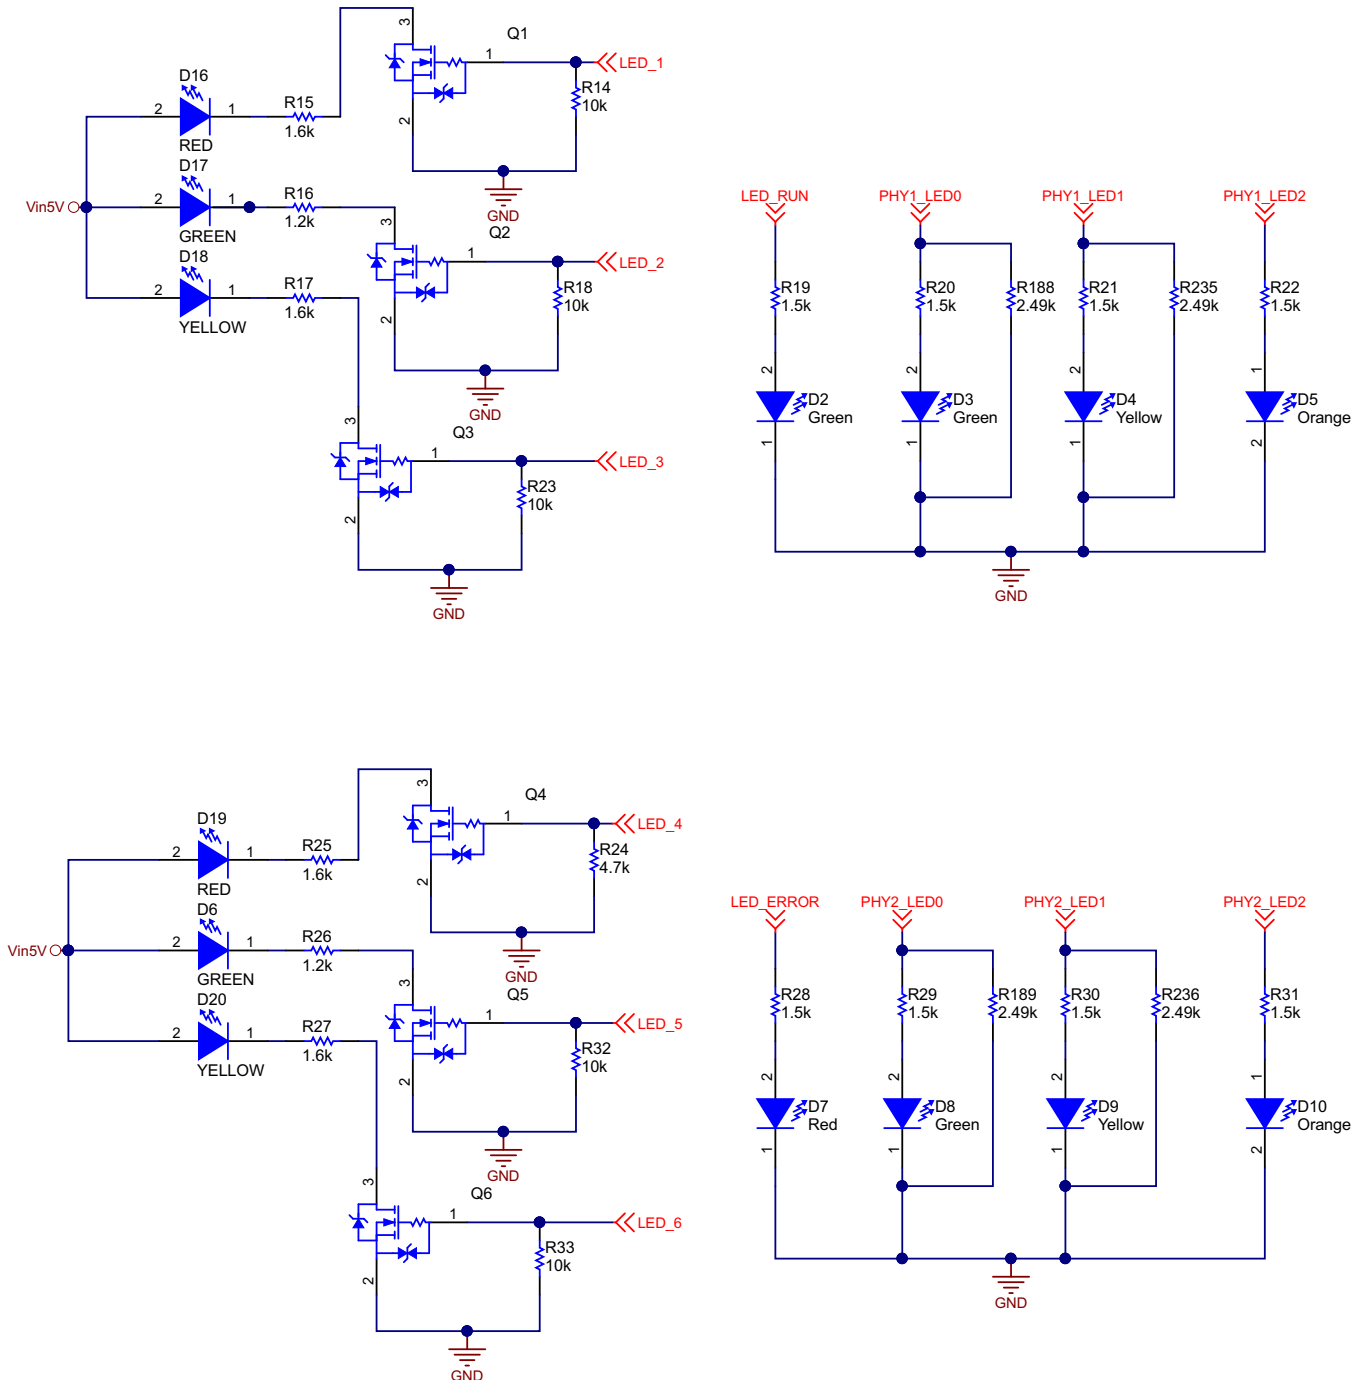 3
Q1
1
LED_1
D16
2
1
R15
1.6k
RED
R14
10k
2
GND
D17
Vin5V
2
1
R16
1.2k
GREEN
3
Q2
1
LED_2
D18
2
1
R17
1.6k
YELLOW
R18
10k
2
GND
3
Q3
1
LED_3
R23
10k
2
GND
LED_RUN
PHY1_LED0
PHY1_LED1
PHY1_LED2
R19
1.5k
R20
1.5k
R188
2.49k
R21
1.5k
R235
2.49k
R22
1.5k
2
2
2
1
D2
Green
D3
Green
D4
Yellow
D5
Orange
1
1
1
2
GND
3
Q4
1
LED_4
D19
2
1
R25
1.6k
RED
R24
4.7k
2
GND
D6
Vin5V
2
1
R26
1.2k
GREEN
3
Q5
1
LED_5
D20
2
1
R27
1.6k
YELLOW
R32
10k
2
GND
3
Q6
1
LED_6
R33
10k
2
GND
LED_ERROR
PHY2_LED0
PHY2_LED1
PHY2_LED2
R28
1.5k
R29
1.5k
R189
2.49k
R30
1.5k
R236
2.49k
R31
1.5k
2
2
2
1
D7
Red
D8
Green
D9
Yellow
D10
Orange
1
1
1
2
GND